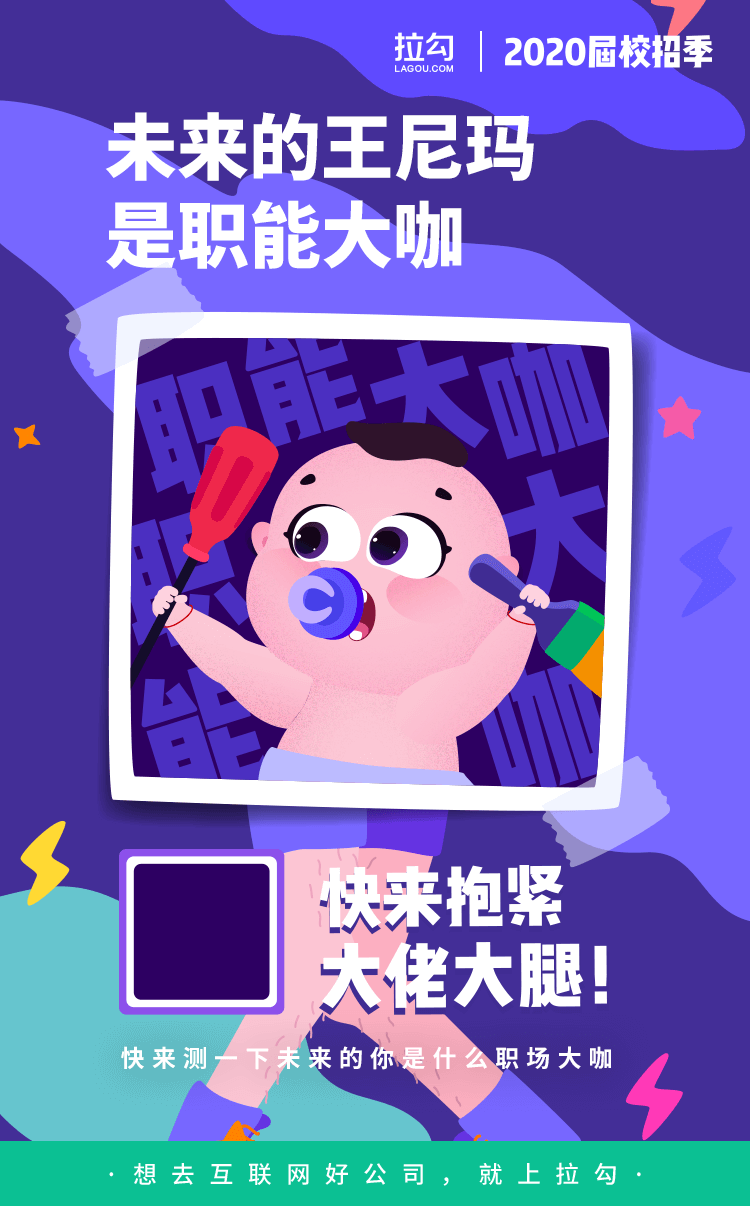 拉勾
LAGOU.COM
2020届校招季
未来的王尼玛
是职能大咖
职能大咖
职 大
能 咖
快来抱紧
大佬大腿!
快来测一下未来的你是什么职场大咖
·想去互联网好公司，就上拉勾·